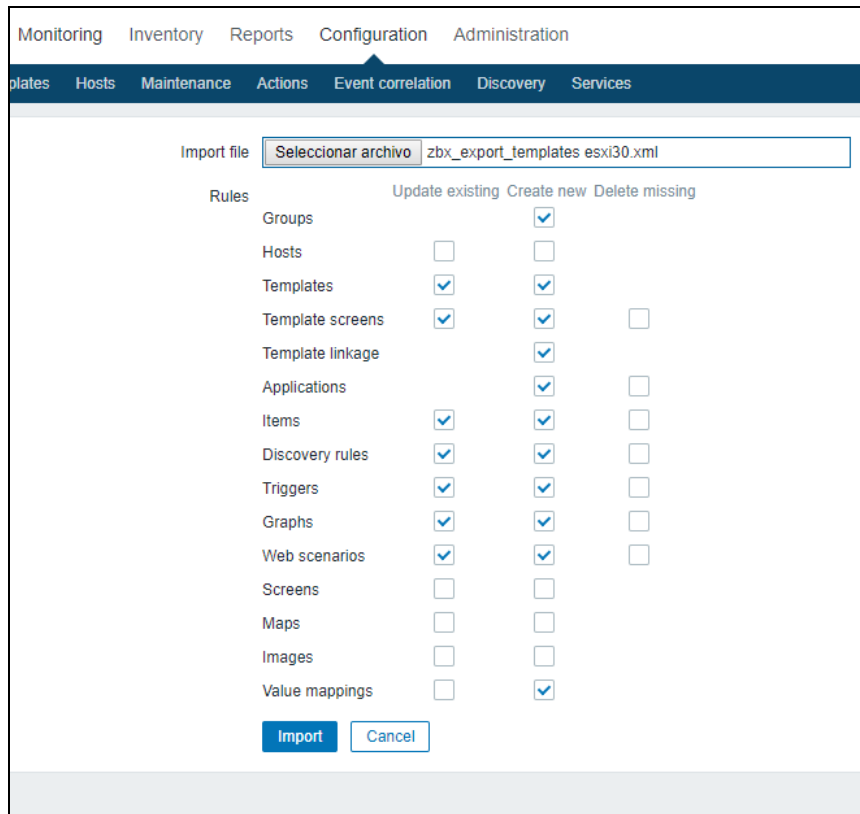 Monitoring Inventory Reports Configuration Administration
plates Hosts Maintenance Actions Event correlation Discovery Services
Import file Seleccionar archivo zbx_export_templates esxi30.xml
Rules Update existing Create new Delete missing
Groups
Hosts
Templates
Template screens
Template linkage
Applications
Items
Discovery rules
Triggers
Graphs
Web scenarios
Screens
Maps
Images
Value mappings
Import Cancel